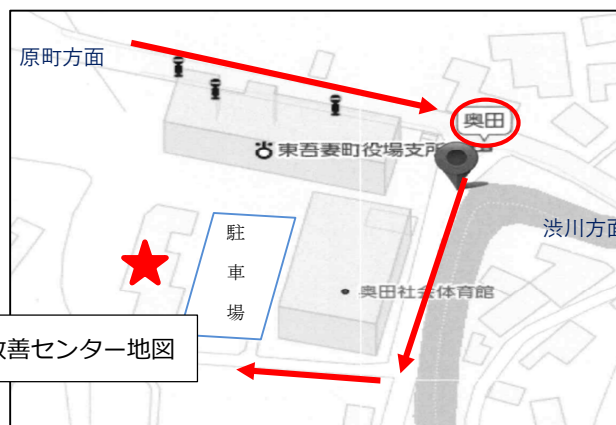 原町方面
奥田
東吾妻町役場支所
渋川方面
駐
車
場
奥田社会体育館
改善センター地図